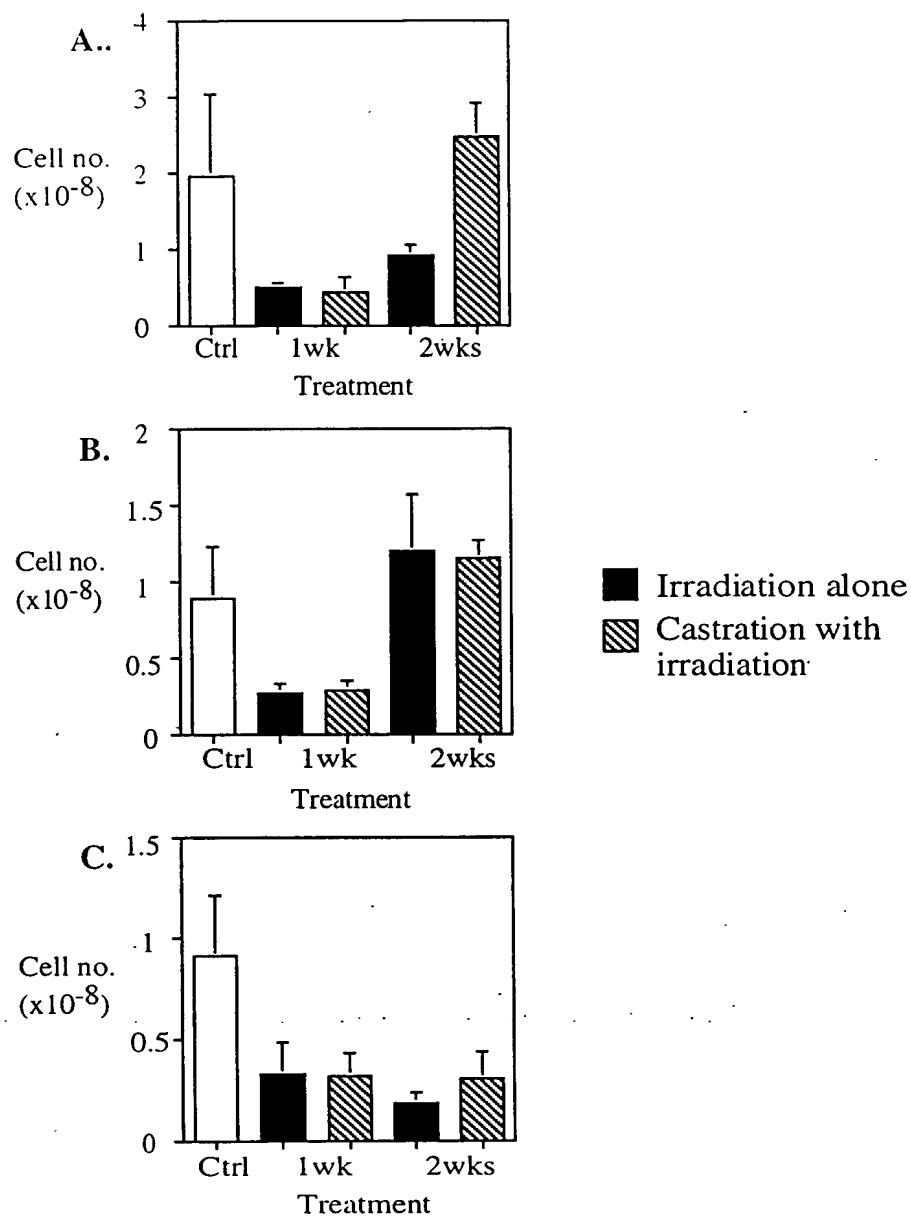 A..
4
3
2
1
0
Cell no.
(x10-8)
Ctrl 1wk 2wks
Treatment
B.
2
1.5
1
0.5
0
Cell no.
(x10-8)
Ctrl 1wk 2wks
Treatment
Irradiation alone
Castration with
irradiation
C.
1.5
1
0.5
0
Cell no.
(x10-8)
Ctrl 1wk 2wks
Treatment